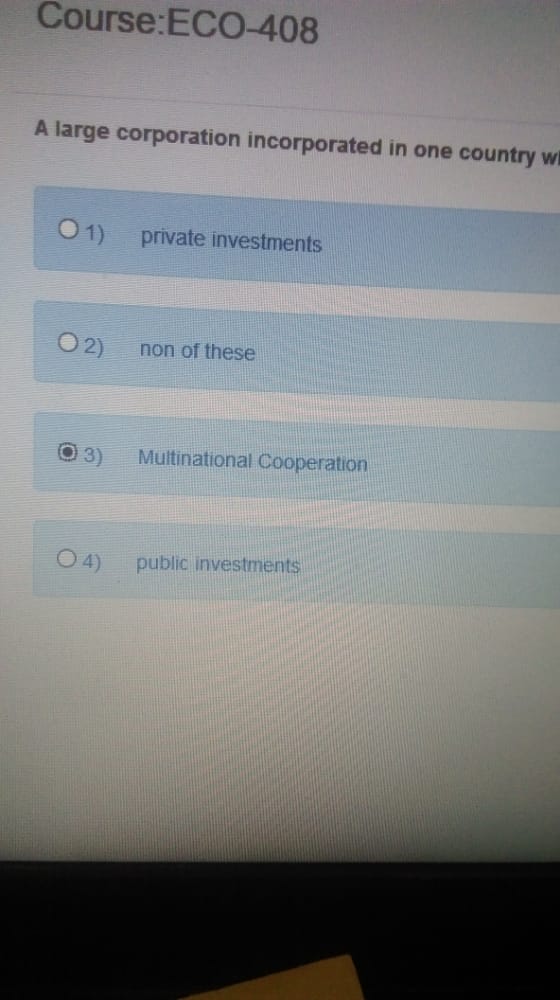 Course:ECO-408
A large corporation incorporated in one country
1) private investments
2) non of these
3) Multinational Cooperation
4) public investments